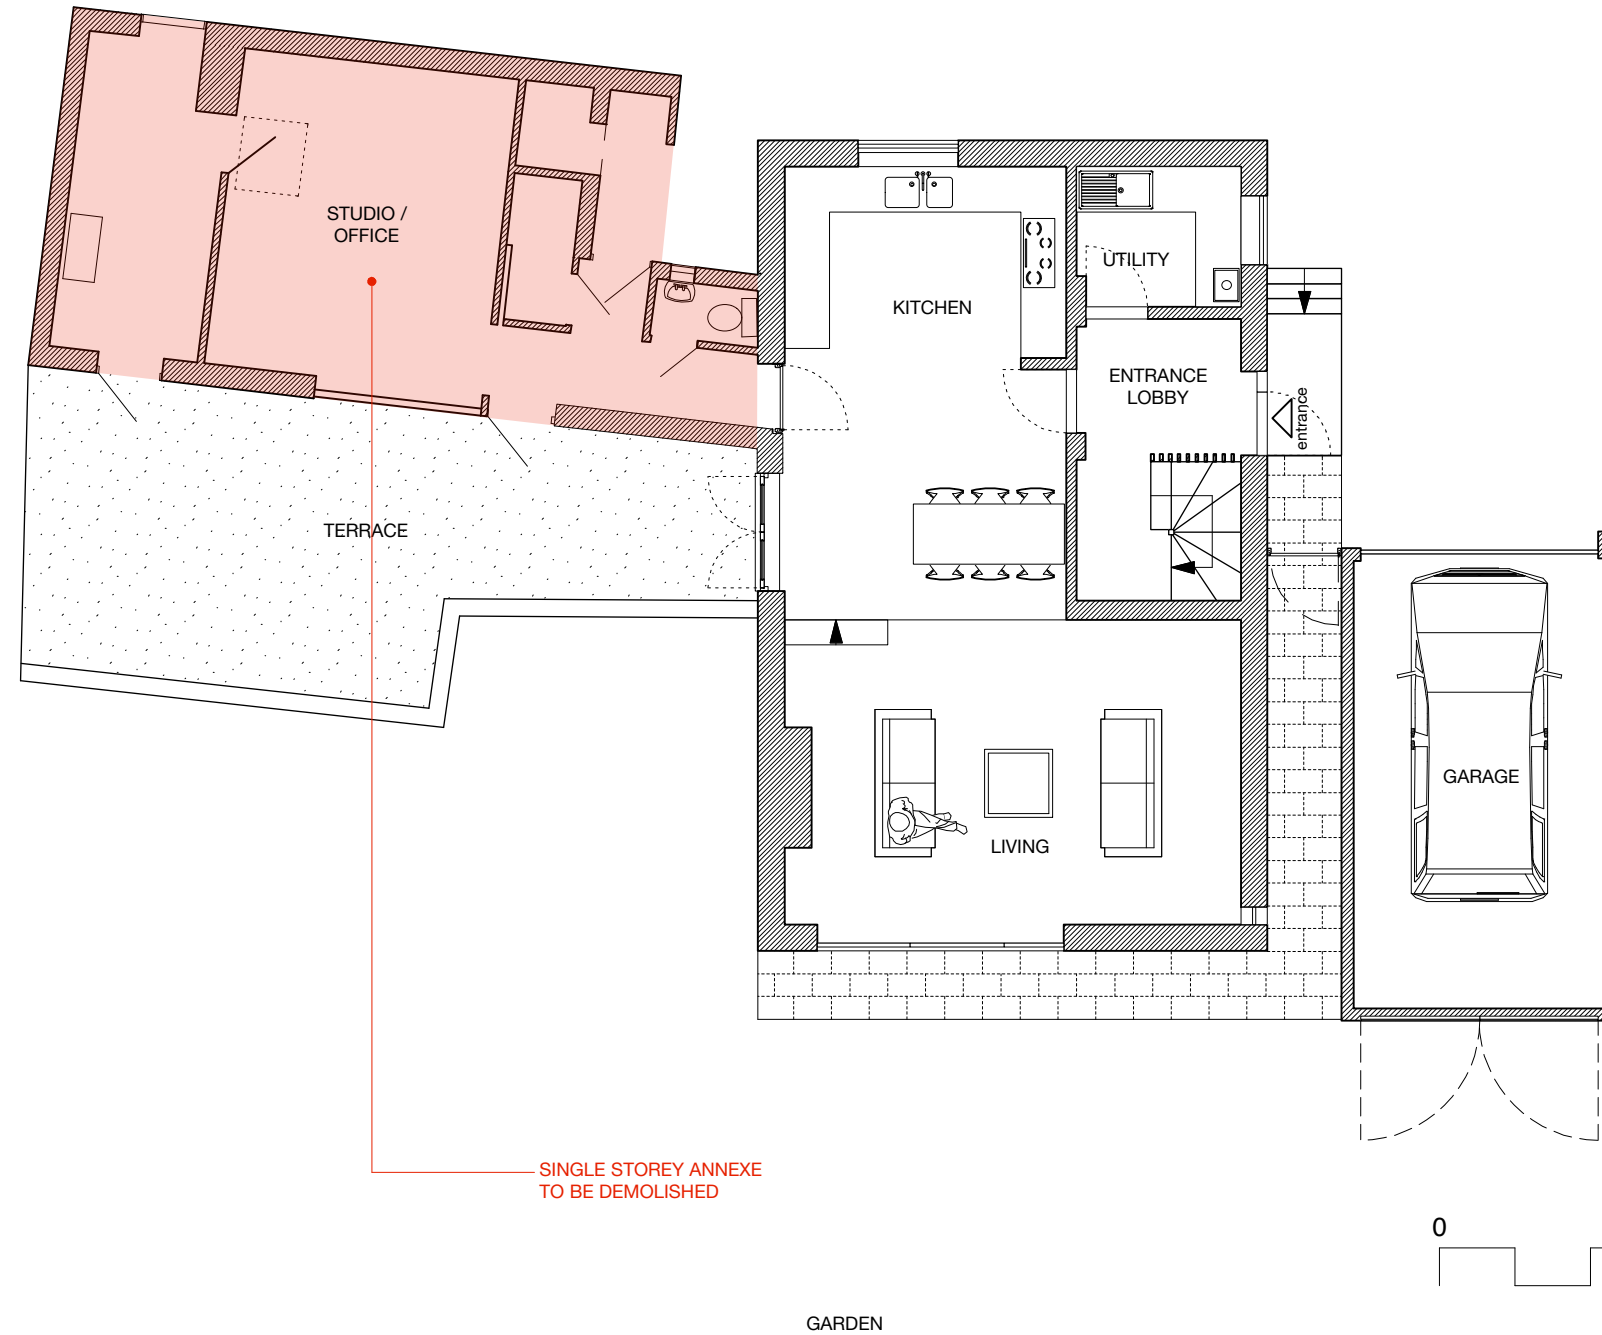 STUDIO /
OFFICE
KITCHEN
UTILITY
ENTRANCE
LOBBY
entrance
TERRACE
GARAGE
LIVING
SINGLE STOREY ANNEXE
TO BE DEMOLISHED
0
GARDEN